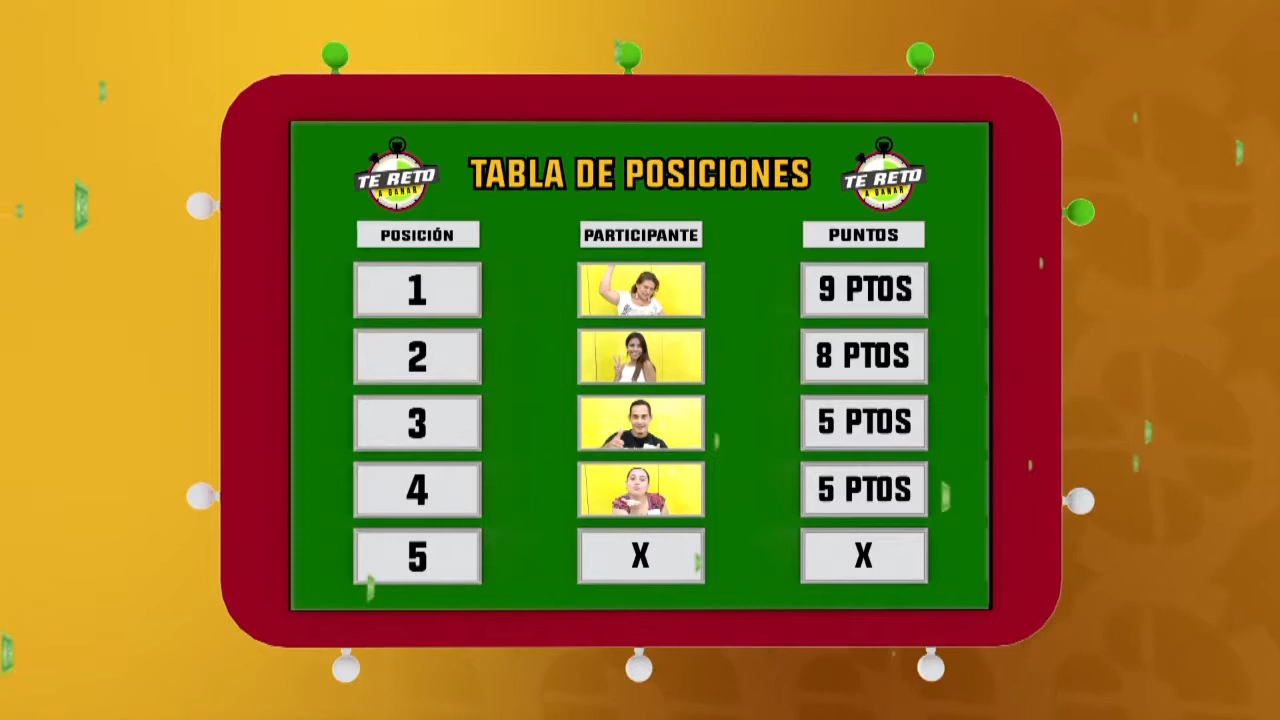 TE RETO
A GANAR
TABLA DE POSICIONES
TE RETO
A GANAR
POSICIÓN PARTICIPANTE PUNTOS
1 9 PTOS
2 8 PTOS
3 5 PTOS
4 5 PTOS
5 X X